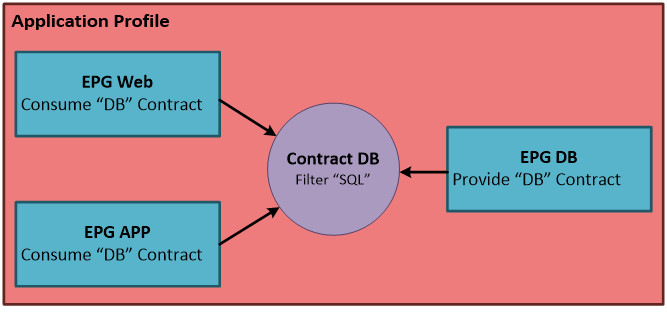 Application Profile
EPG Web
Consume “DB” Contract
Contract DB
Filter “SQL”
EPG DB
Provide “DB” Contract
EPG APP
Consume “DB” Contract